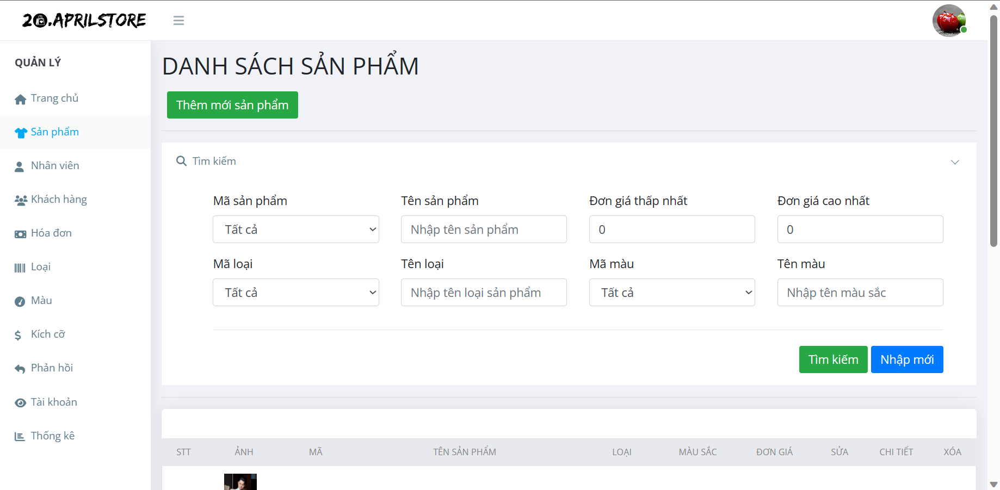 20.APRILSTORE
QUẢN LÝ
Trang chủ
Sản phẩm
Nhân viên
Khách hàng
Hóa đơn
Loại
Màu
Kích cỡ
Phản hồi
Tài khoản
Thống kê
DANH SÁCH SẢN PHẨM
Thêm mới sản phẩm
Tìm kiếm
Mã sản phẩm Tên sản phẩm Đơn giá thấp nhất Đơn giá cao nhất
Tất cả Nhập tên sản phẩm 0 0
Mã loại Tên loại Mã màu Tên màu
Tất cả Nhập tên loại sản phẩm Tất cả Nhập tên màu sắc
Tìm kiếm Nhập mới
STT ẢNH MÃ TÊN SẢN PHẨM LOẠI MÀU SẮC ĐƠN GIÁ SỬA CHI TIẾT XÓA